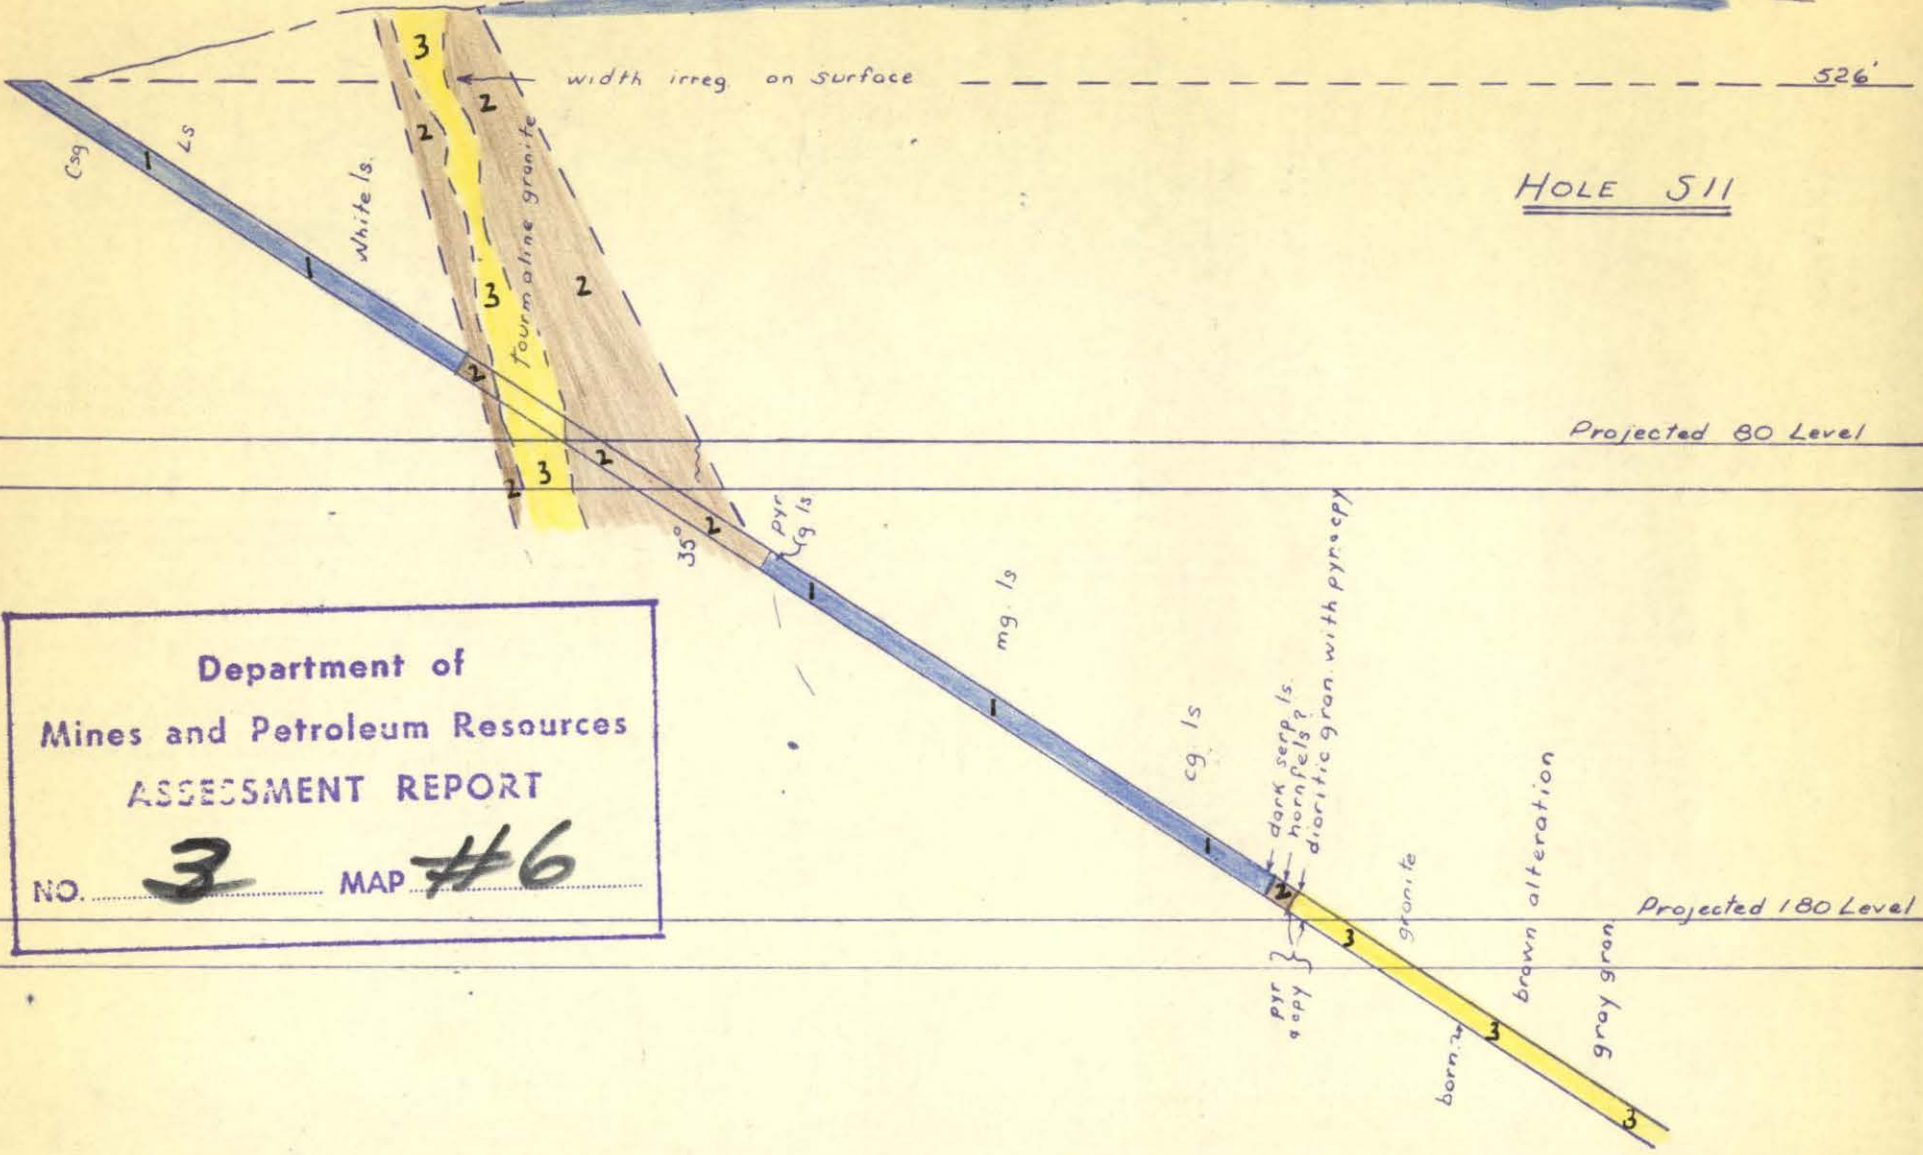 3
width irreg. on surface
526'
2
2
Csg
1
Ls
White ls.
HOLE S11
1
tourmaline granite
3
2
2
Projected 80 Level
2
3
2
2
35°
pyr
g ls
1
mg. ls
1
cg. ls
1
dark serp. ls.
hornfels?
dioritic gran. with pyr & cpy
2
Department of
Mines and Petroleum Resources
ASSESSMENT REPORT
NO. 3 MAP #6
granite
brown alteration
Projected 180 Level
3
gray gran.
pyr
& cpy
born.?
3
3